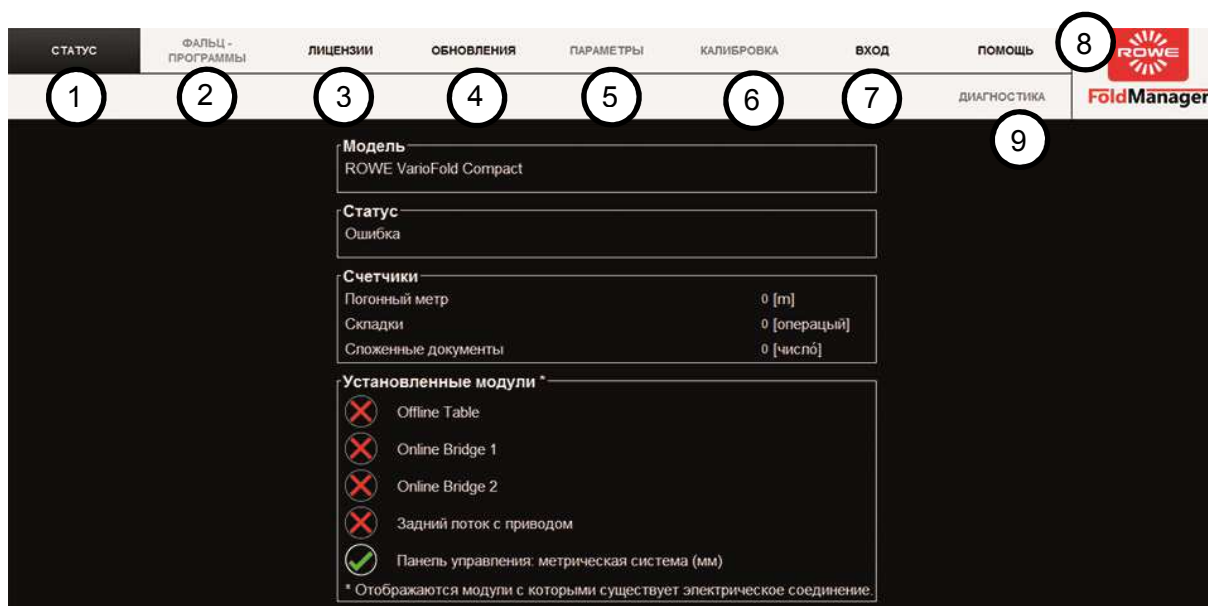 СТАТУС
ФАЛЬЦ -
ПРОГРАММЫ
ЛИЦЕНЗИИ
ОБНОВЛЕНИЯ
ПАРАМЕТРЫ
КАЛИБРОВКА
ВХОД
ПОМОЩЬ
8
ROWE
1
2
3
4
5
6
7
ДИАГНОСТИКА
FoldManager
9
Модель
ROWE VarioFold Compact
Статус
Ошибка
Счетчики
Погонный метр 0 [m]
Складки 0 [операцый]
Сложенные документы 0 [числó]
Установленные модули *
Offline Table
Online Bridge 1
Online Bridge 2
Задний лоток с приводом
Панель управления: метрическая система (мм)
* Отображаются модули с которыми существует электрическое соединение.